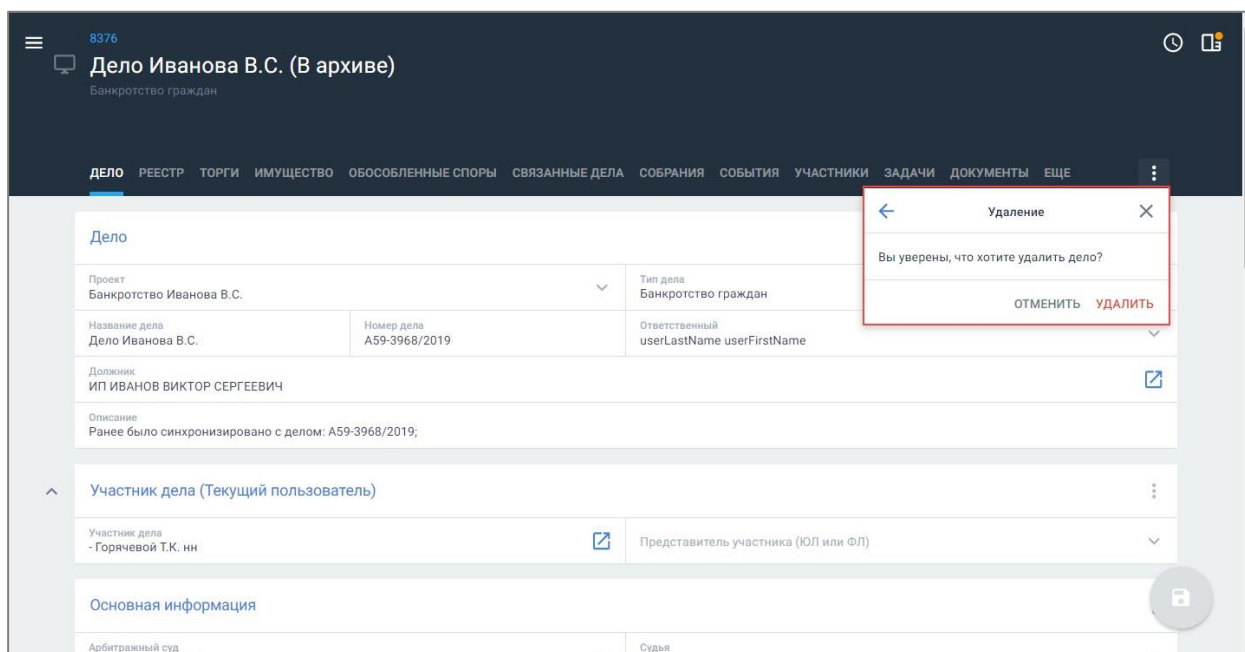 8376
Дело Иванова В.С. (В архиве)
Банкротство граждан
ДЕЛО РЕЕСТР ТОРГИ ИМУЩЕСТВО ОБОСОБЛЕННЫЕ СПОРЫ СВЯЗАННЫЕ ДЕЛА СОБРАНИЯ СОБЫТИЯ УЧАСТНИКИ ЗАДАЧИ ДОКУМЕНТЫ ЕЩЕ
Удаление
Вы уверены, что хотите удалить дело?
ОТМЕНИТЬ УДАЛИТЬ
Дело
Проект
Банкротство Иванова В.С.
Тип дела
Банкротство граждан
Название дела
Дело Иванова В.С.
Номер дела
А59-3968/2019
Ответственный
userLastName userFirstName
Должник
ИП ИВАНОВ ВИКТОР СЕРГЕЕВИЧ
Описание
Ранее было синхронизировано с делом: А59-3968/2019;
Участник дела (Текущий пользователь)
Участник дела
- Горячевой Т.К. нн
Представитель участника (ЮЛ или ФЛ)
Основная информация
Арбитражный суд
Судья